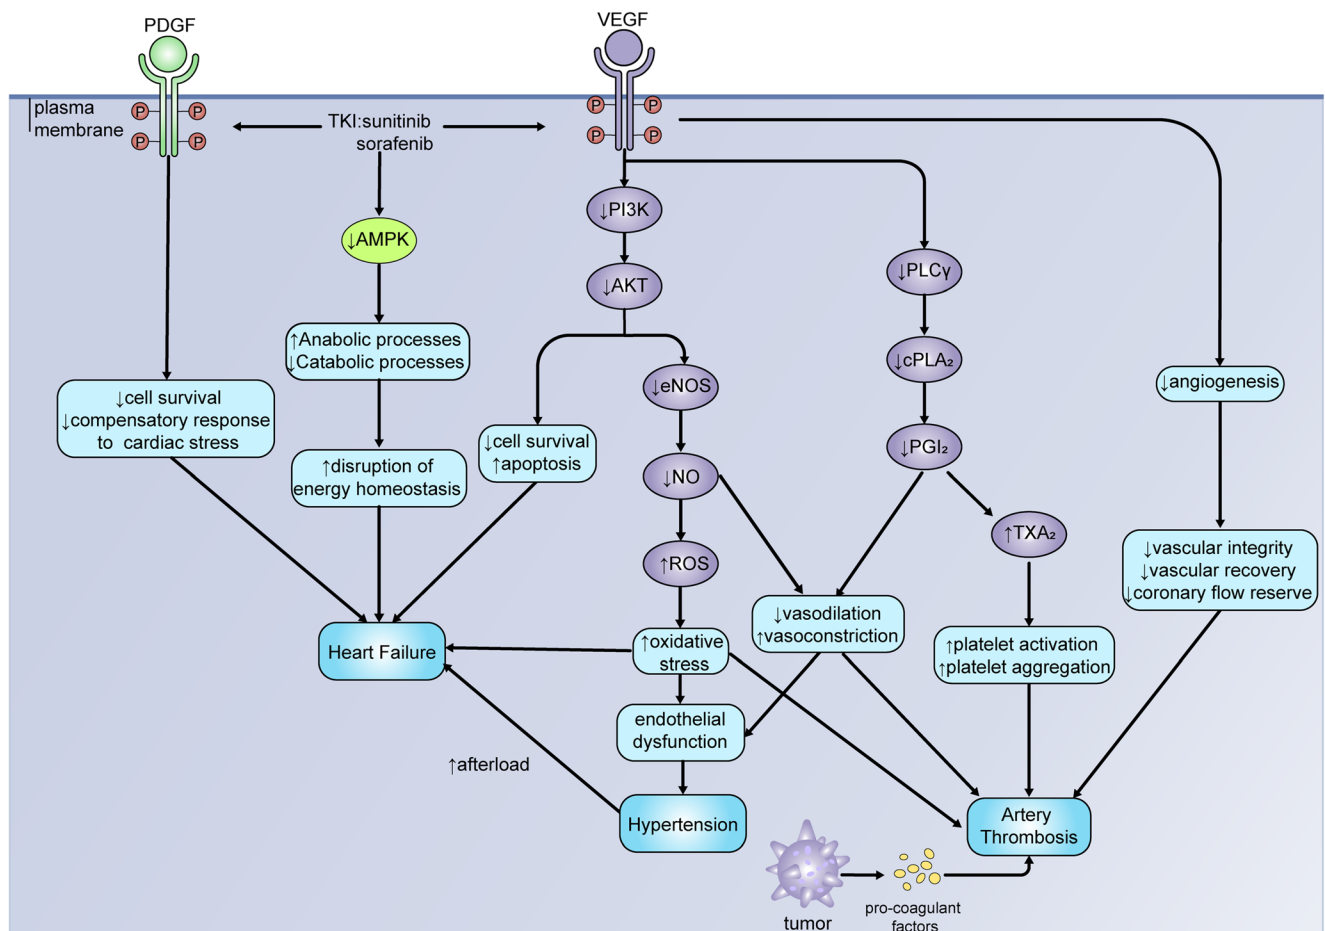 PDGF
VEGF
plasma
membrane
P
P
P
P
TKI:sunitinib
sorafenib
P
P
P
P
↓AMPK
↑Anabolic processes
↓Catabolic processes
↑disruption of
energy homeostasis
↓cell survival
↓compensatory response
to cardiac stress
↓PI3K
↓AKT
↓cell survival
↑apoptosis
↓eNOS
↓NO
↑ROS
↑oxidative
stress
endothelial
dysfunction
Hypertension
↓PLCγ
↓cPLA₂
↓PGI₂
↑TXA₂
↓vasodilation
↑vasoconstriction
↑platelet activation
↑platelet aggregation
↓angiogenesis
↓vascular integrity
↓vascular recovery
↓coronary flow reserve
Heart Failure
↑afterload
Artery
Thrombosis
tumor
pro-coagulant
factors